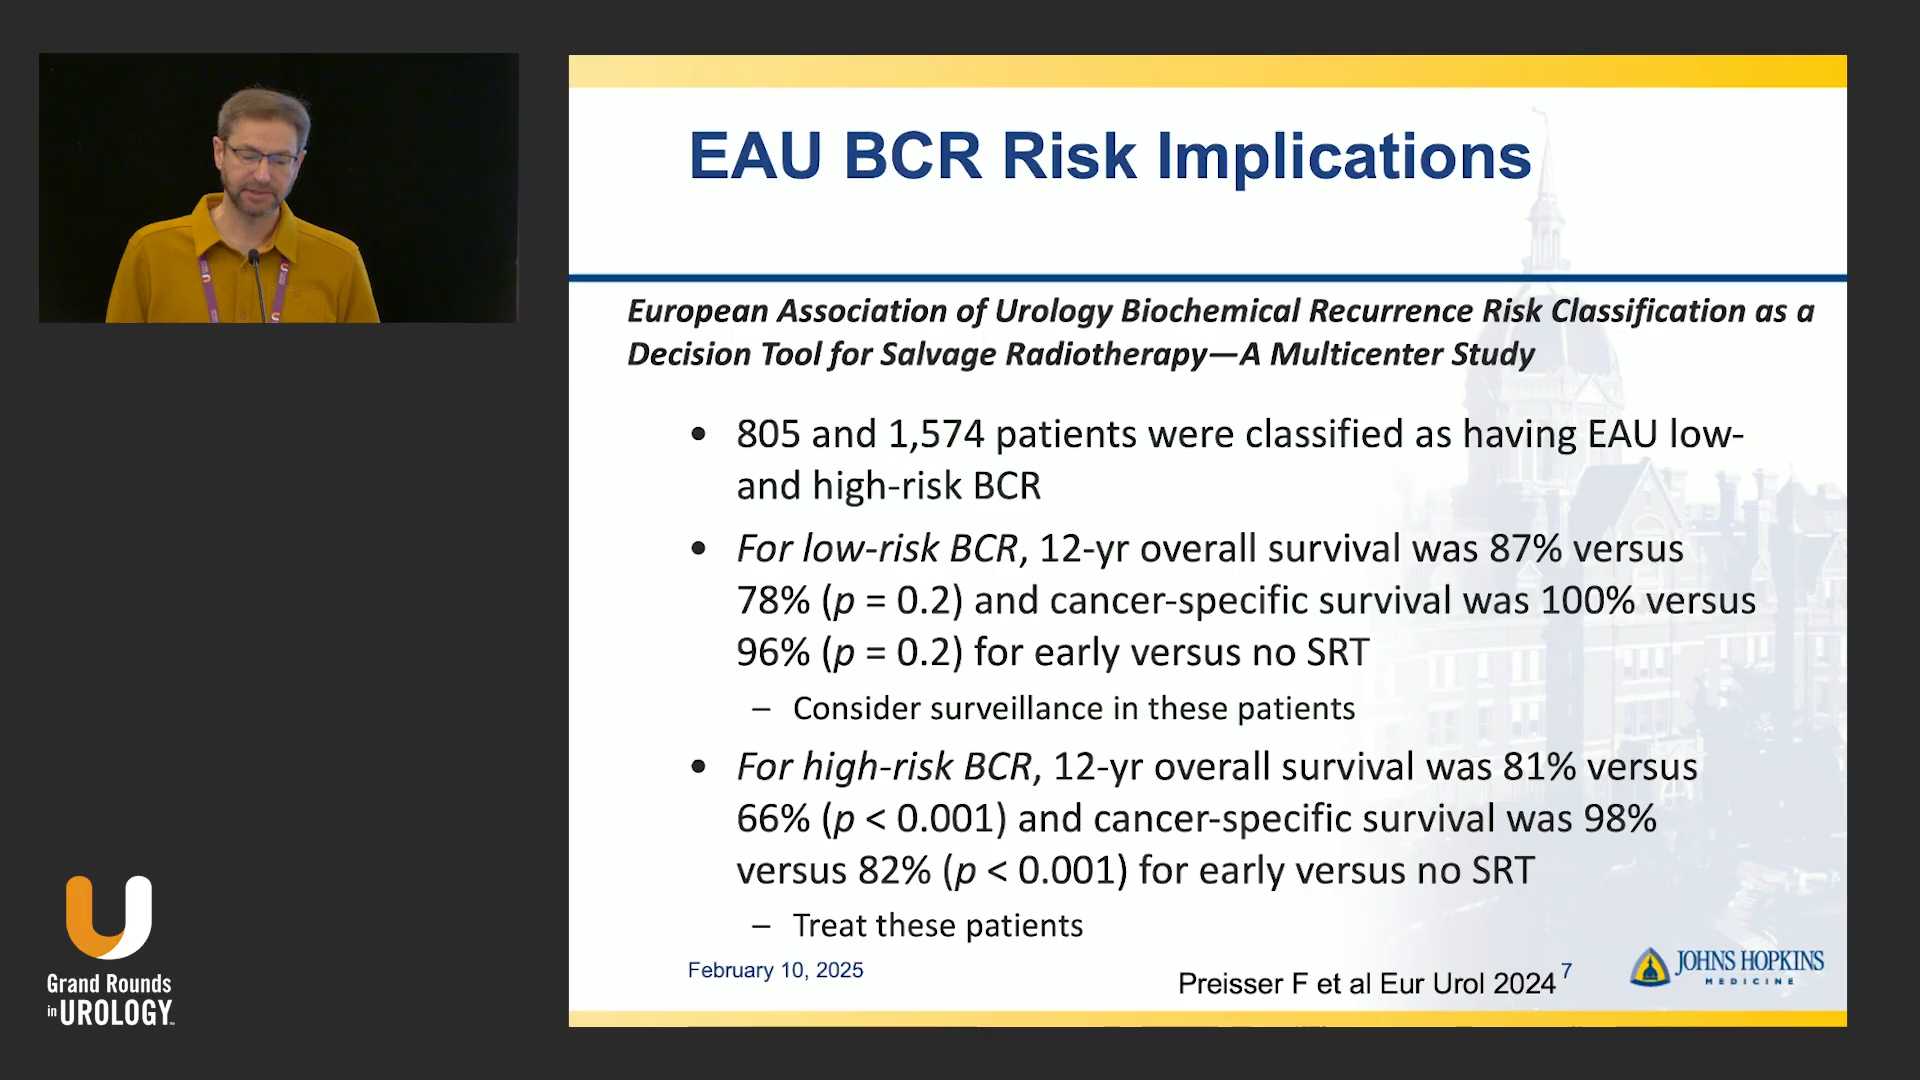 EAU BCR Risk Implications
European Association of Urology Biochemical Recurrence Risk Classification as a
Decision Tool for Salvage Radiotherapy—A Multicenter Study
• 805 and 1,574 patients were classified as having EAU low-
and high-risk BCR
• For low-risk BCR, 12-yr overall survival was 87% versus
78% (p = 0.2) and cancer-specific survival was 100% versus
96% (p = 0.2) for early versus no SRT
– Consider surveillance in these patients
• For high-risk BCR, 12-yr overall survival was 81% versus
66% (p < 0.001) and cancer-specific survival was 98%
versus 82% (p < 0.001) for early versus no SRT
– Treat these patients
February 10, 2025
Preisser F et al Eur Urol 2024
7
JOHNS HOPKINS
MEDICINE
Grand Rounds
in UROLOGY